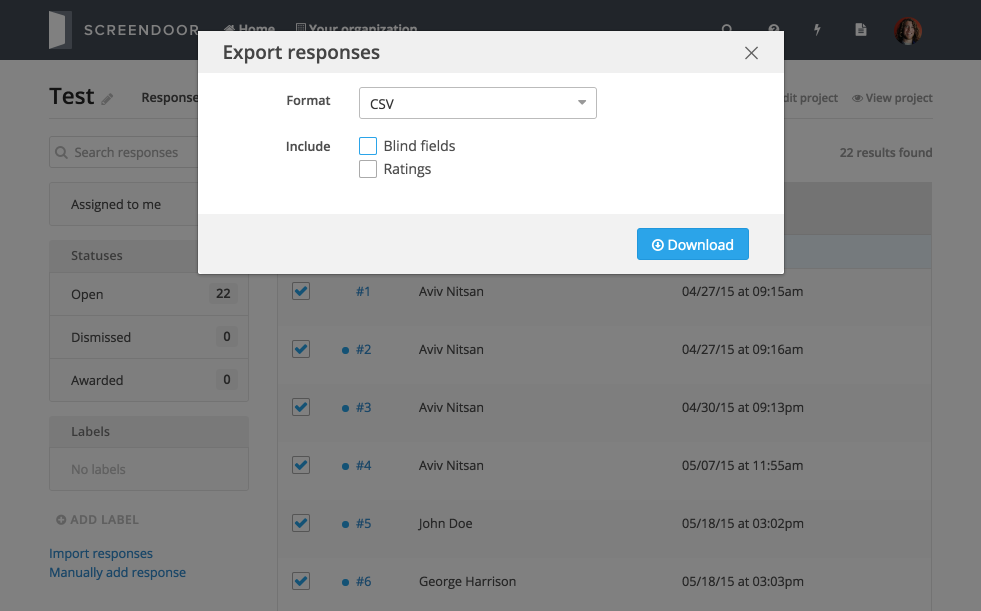 SCREENDOOR
Home
Your organization
Export responses
Test
Response
Format
CSV
dit project
View project
Include
Blind fields
Ratings
Search responses
22 results found
Assigned to me
Download
Statuses
Open 22
Dismissed 0
Awarded 0
Labels
No labels
ADD LABEL
Import responses
Manually add response
#1 Aviv Nitsan 04/27/15 at 09:15am
#2 Aviv Nitsan 04/27/15 at 09:16am
#3 Aviv Nitsan 04/30/15 at 09:13pm
#4 Aviv Nitsan 05/07/15 at 11:55am
#5 John Doe 05/18/15 at 03:02pm
#6 George Harrison 05/18/15 at 03:03pm